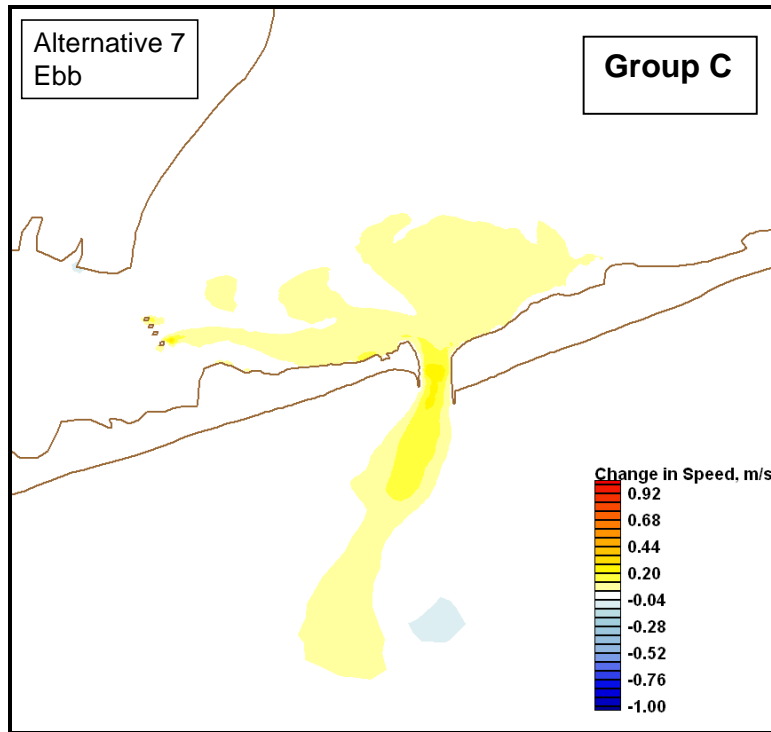 Alternative 7
Ebb
Group C
Change in Speed, m/s
0.92
0.68
0.44
0.20
-0.04
-0.28
-0.52
-0.76
-1.00